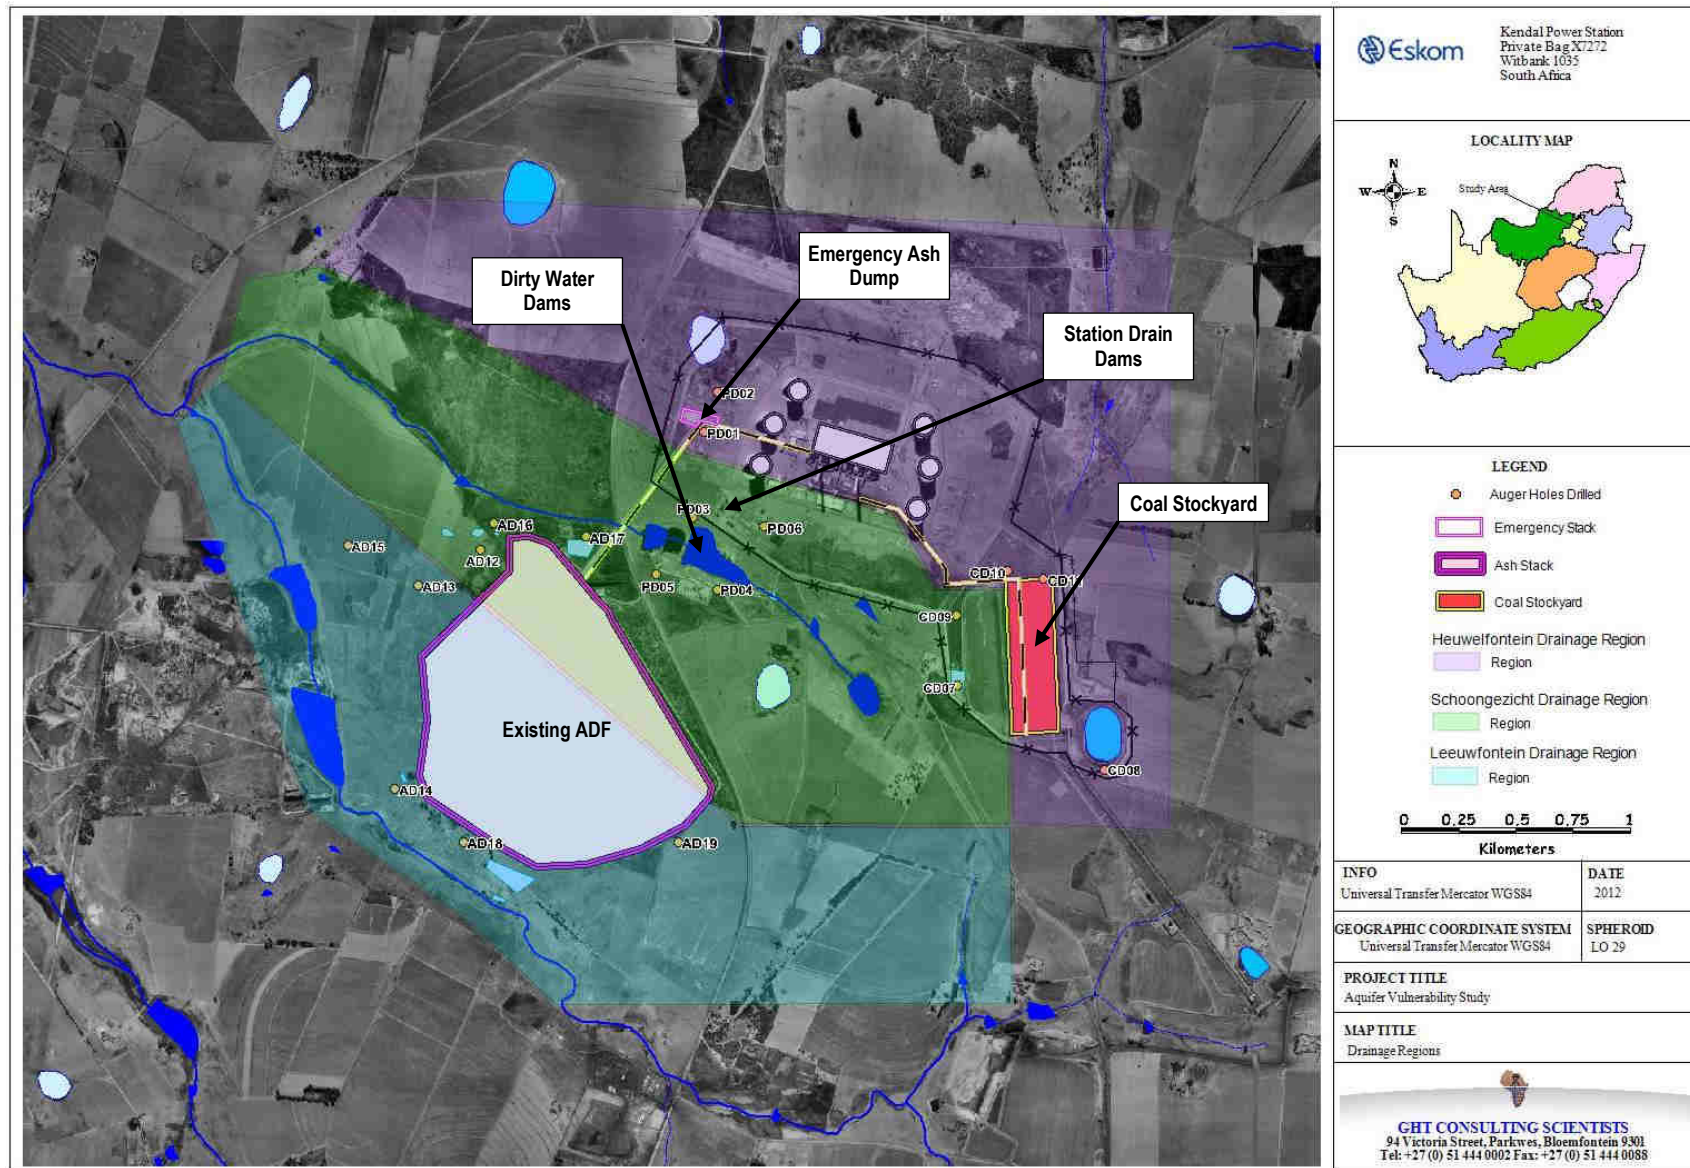 Dirty Water
Dams
Emergency Ash
Dump
Station Drain
Dams
Coal Stockyard
PD02
PD01
PD03
PD06
AD16
AD17
AD15
AD12
AD13
PD05
PD04
CD10
CD11
CD09
CD07
Existing ADF
CD08
AD14
AD18
AD19
Eskom
Kendal Power Station
Private Bag X7272
Witbank 1035
South Africa
LOCALITY MAP
N
W
E
S
Study Area
LEGEND
Auger Holes Drilled
Emergency Stack
Ash Stack
Coal Stockyard
Heuwelfontein Drainage Region
Region
Schoongezicht Drainage Region
Region
Leeuwfontein Drainage Region
Region
0 0.25 0.5 0.75 1
Kilometers
INFO
Universal Transfer Mercator WGS84
DATE
2012
GEOGRAPHIC COORDINATE SYSTEM
Universal Transfer Mercator WGS84
SPHEROID
LO 29
PROJECT TITLE
Aquifer Vulnerability Study
MAP TITLE
Drainage Regions
GHT CONSULTING SCIENTISTS
94 Victoria Street, Parkwes, Bloemfontein 9301
Tel: +27 (0) 51 444 0002 Fax: +27 (0) 51 444 0088